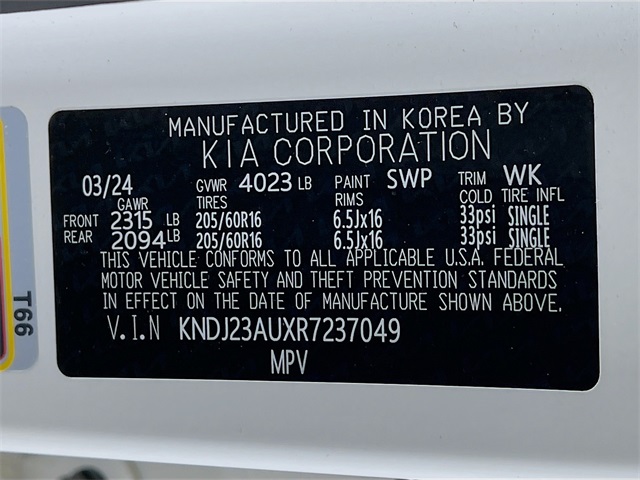 MANUFACTURED IN KOREA BY
KIA CORPORATION
03/24 GVWR 4023 LB PAINT SWP TRIM WK
GAWR TIRES RIMS COLD TIRE INFL
FRONT 2315 LB 205/60R16 6.5Jx16 33psi SINGLE
REAR 2094 LB 205/60R16 6.5Jx16 33psi SINGLE
THIS VEHICLE CONFORMS TO ALL APPLICABLE U.S.A. FEDERAL
MOTOR VEHICLE SAFETY AND THEFT PREVENTION STANDARDS
IN EFFECT ON THE DATE OF MANUFACTURE SHOWN ABOVE.
V.I.N KNDJ23AUXR7237049
MPV
T66